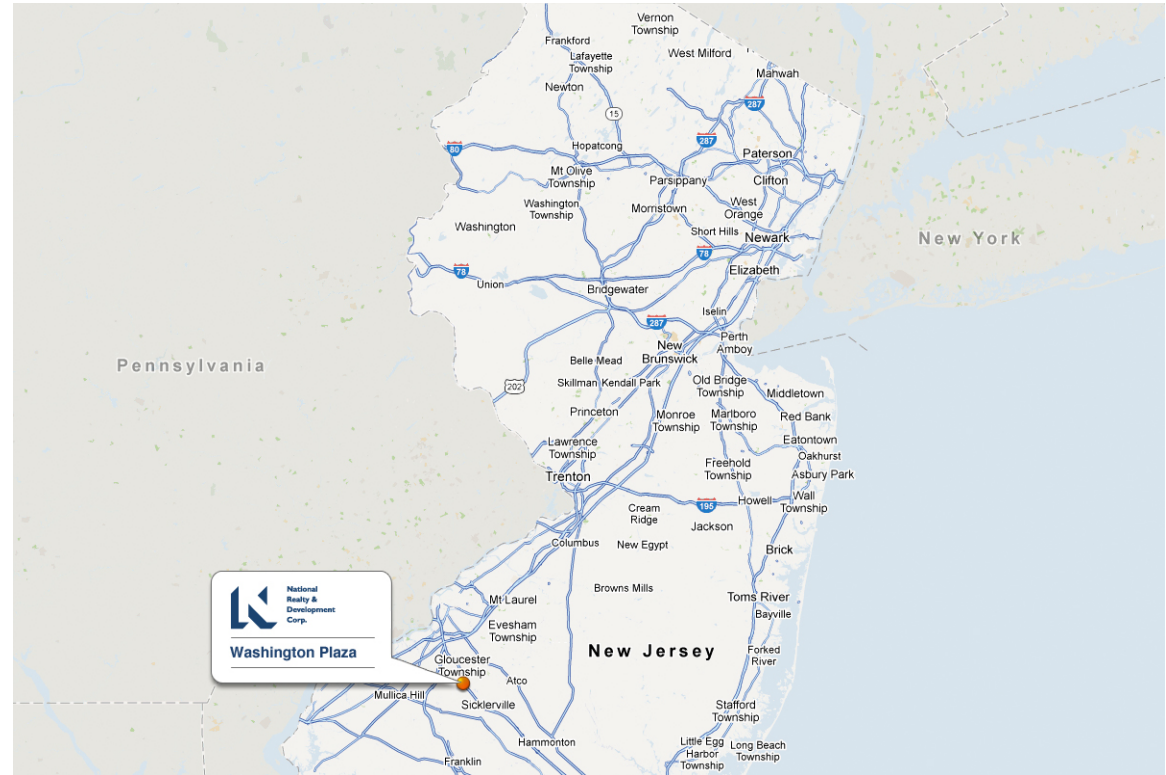 Vernon
Township
Frankford
West Milford
Lafayette
Township
Mahwah
Newton
287
15
287
Hopatcong
80
Paterson
Mt Olive
Township
Parsippany
Clifton
Washington
Township
Morristown
West
Orange
Washington
Short Hills
Newark
New York
78
78
Elizabeth
Union
Bridgewater
Iselin
287
Perth
Amboy
New
Brunswick
Belle Mead
Pennsylvania
202
Skillman
Kendall Park
Old Bridge
Township
Middletown
Princeton
Monroe
Township
Marlboro
Township
Red Bank
Eatontown
Lawrence
Township
Oakhurst
Freehold
Township
Asbury Park
Trenton
195
Howell
Wall
Township
Cream
Ridge
Jackson
Columbus
New Egypt
Brick
Browns Mills
Toms River
National
Realty &
Development
Corp.
Mt Laurel
Bayville
Evesham
Township
Washington Plaza
New Jersey
Forked
River
Gloucester
Township
Atco
Mullica Hill
Sicklerville
Stafford
Township
Hammonton
Little Egg
Harbor
Township
Long Beach
Township
Franklin